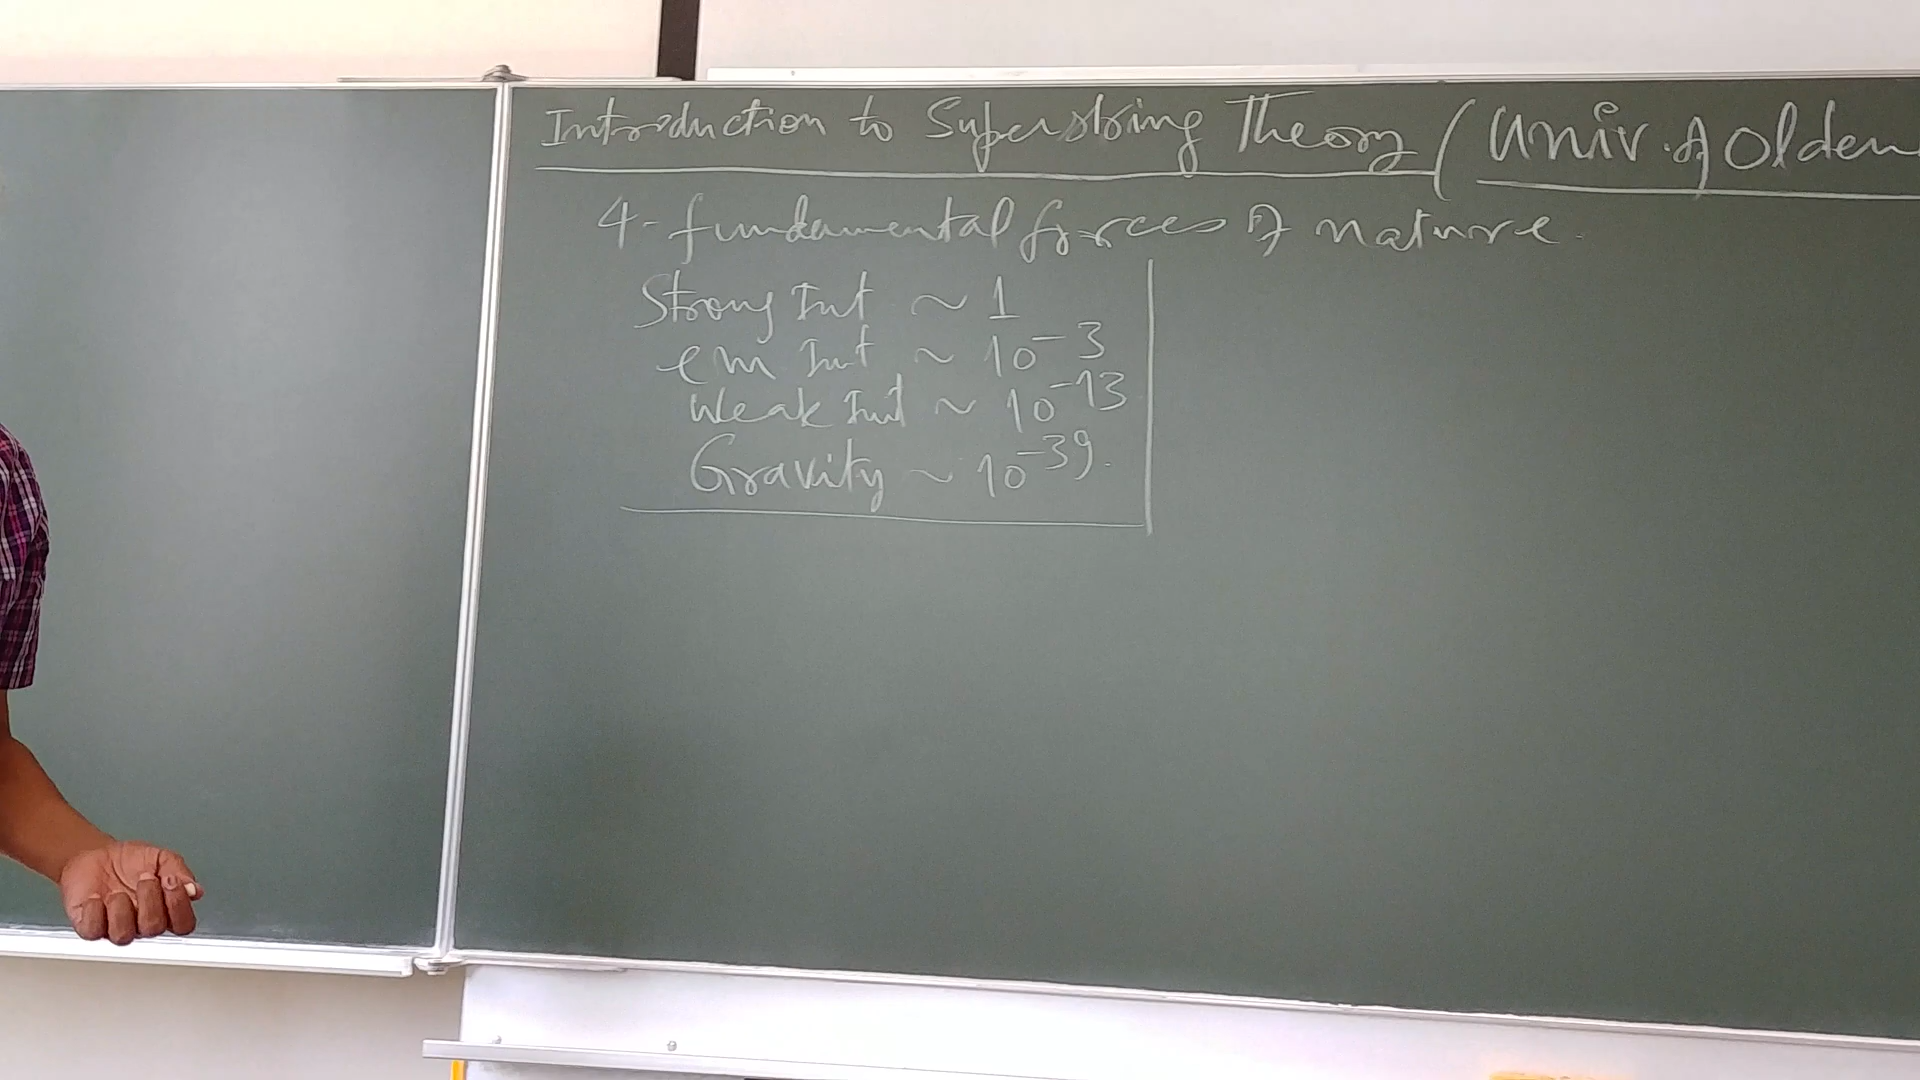 Introduction to Superstring Theory (Univ. of Olden
4-fundamental forces of nature.
Strong Int ~ 1
em Int ~ 10⁻³
Weak Int ~ 10⁻¹³
Gravity ~ 10⁻³⁹.